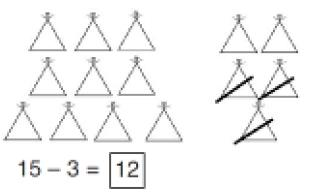 15 – 3 = 12